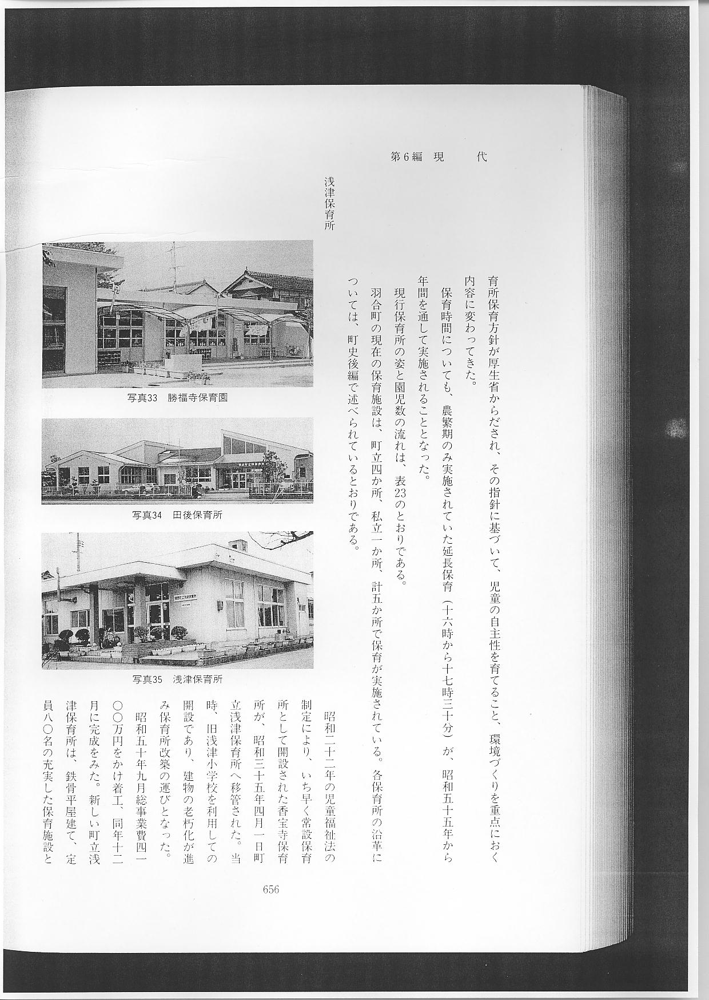 第6編　現　　代
育所保育方針が厚生省からだされ、その指針に基づいて、児童の自主性を育てること、環境づくりを重点におく
内容に変わってきた。
保育時間についても、農繁期のみ実施されていた延長保育（十六時から十七時三十分）が、昭和五十五年から
年間を通して実施されることとなった。
現行保育所の姿と園児数の流れは、表23のとおりである。
羽合町の現在の保育施設は、町立四か所、私立一か所、計五か所で保育が実施されている。各保育所の沿革に
ついては、町史後編で述べられているとおりである。
浅津保育所
昭和二十二年の児童福祉法の
制定により、いち早く常設保育
所として開設された香宝寺保育
所が、昭和三十五年四月一日町
立浅津保育所へ移管された。当
時、旧浅津小学校を利用しての
開設であり、建物の老朽化が進
み保育所改築の運びとなった。
昭和五十年九月総事業費四一
〇〇万円をかけ着工、同年十二
月に完成をみた。新しい町立浅
津保育所は、鉄骨平屋建て、定
員八〇名の充実した保育施設と
写真33　勝福寺保育園
写真34　田後保育所
写真35　浅津保育所
656